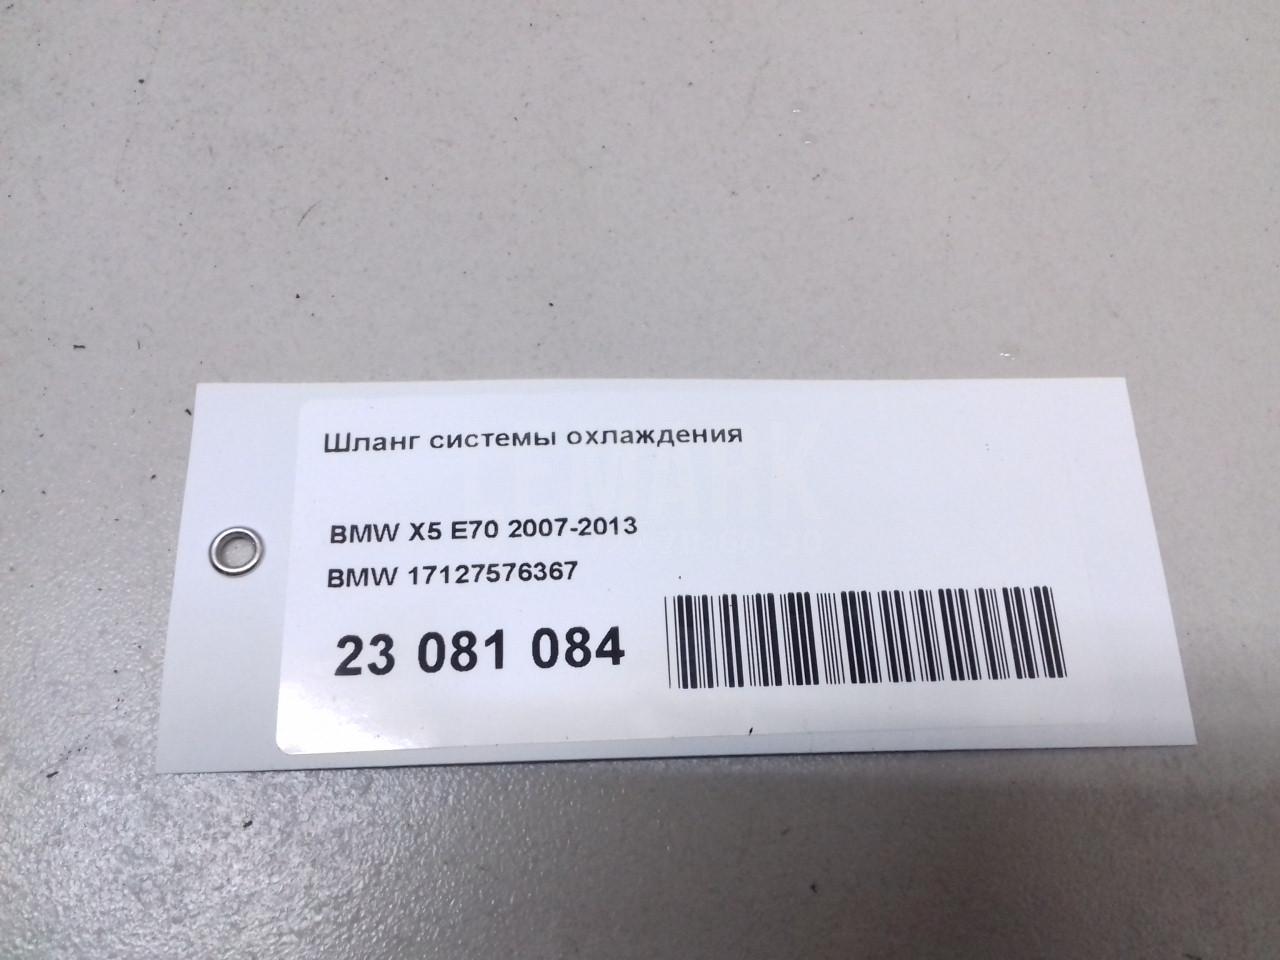 Шланг системы охлаждения
BMW X5 E70 2007-2013
BMW 17127576367
23 081 084